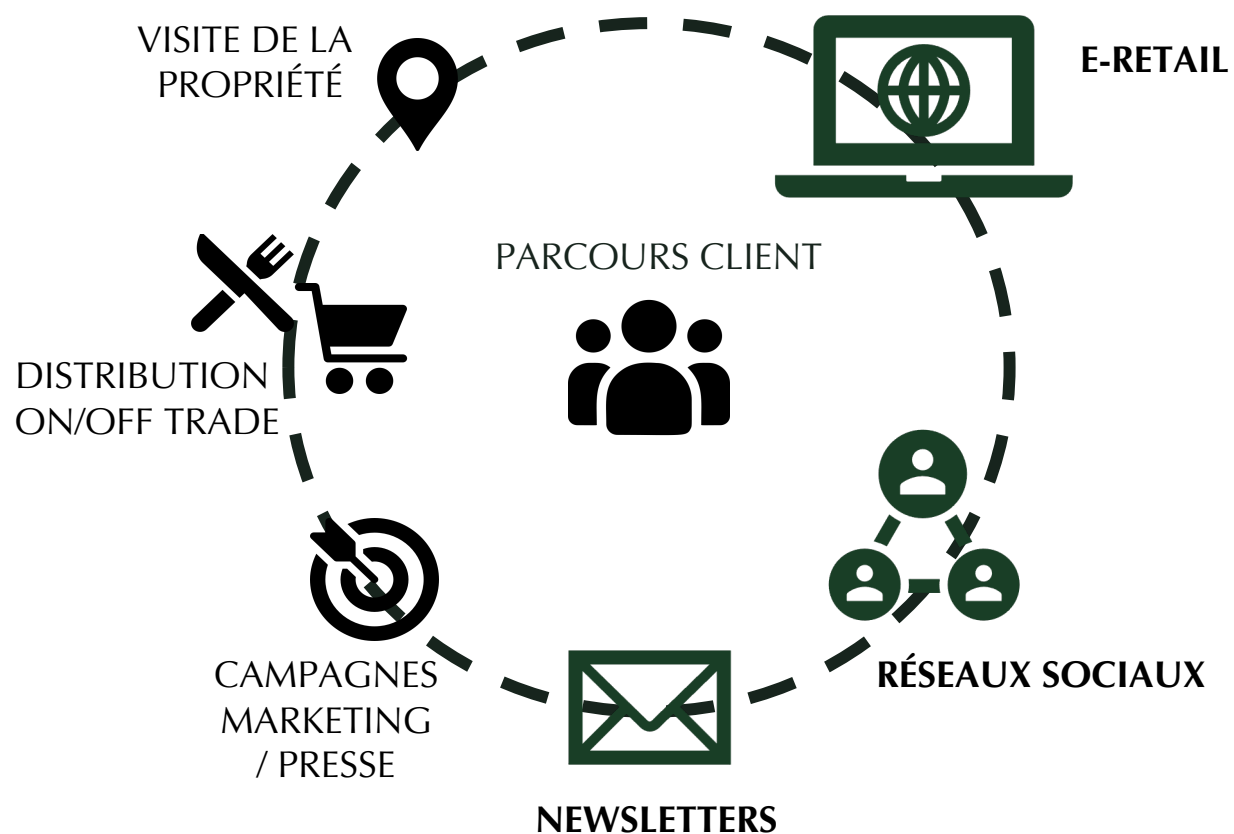 VISITE DE LA
PROPRIÉTÉ
E-RETAIL
PARCOURS CLIENT
DISTRIBUTION
ON/OFF TRADE
CAMPAGNES
MARKETING
/ PRESSE
RÉSEAUX SOCIAUX
NEWSLETTERS